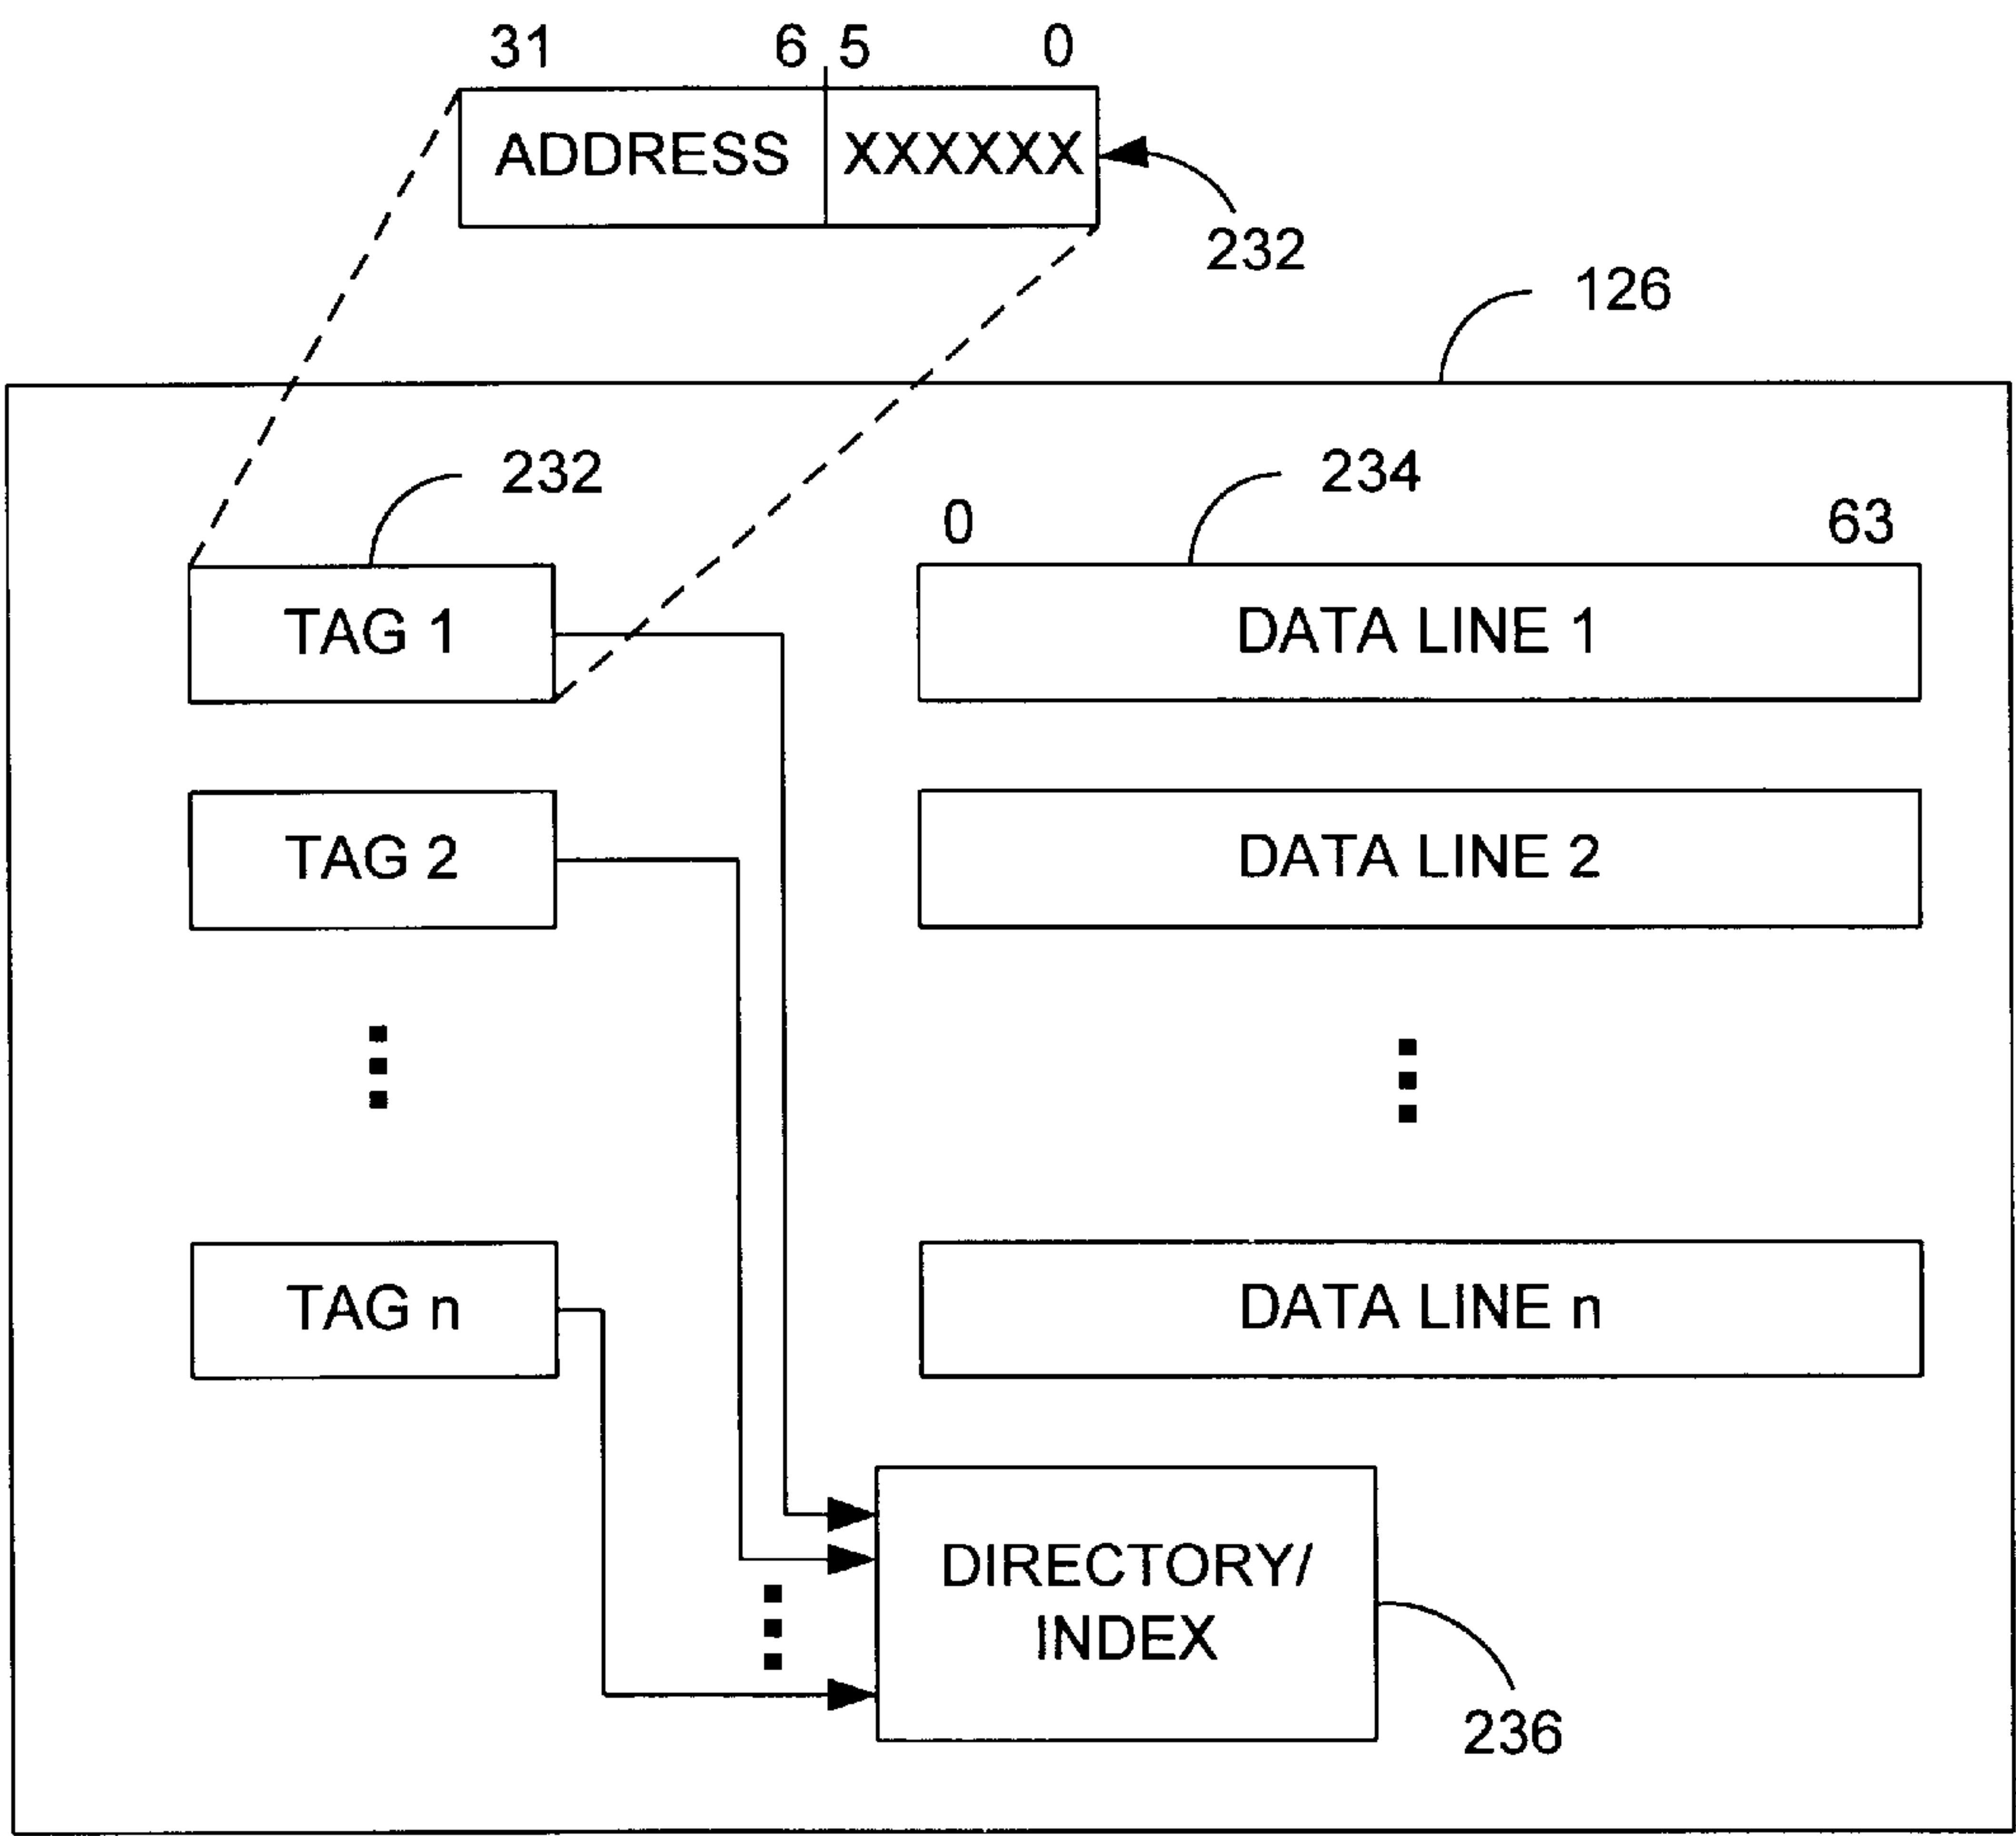 31 6 5 0
ADDRESS XXXXXX
232
126
232
234
0 63
TAG 1
DATA LINE 1
TAG 2
DATA LINE 2
TAG n
DATA LINE n
DIRECTORY/
INDEX
236